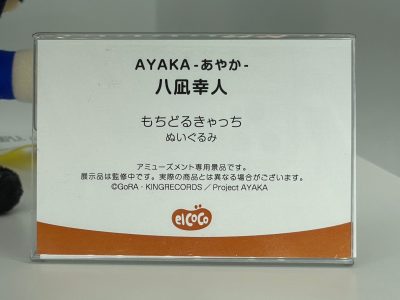 AYAKA -あやか-
八凪幸人
もちどるきゃっち
ぬいぐるみ
アミューズメント専用景品です。
展示品は監修中です。実際の商品とは異なる場合がございます。
©GoRA・KINGRECORDS／Project AYAKA
elCoCo